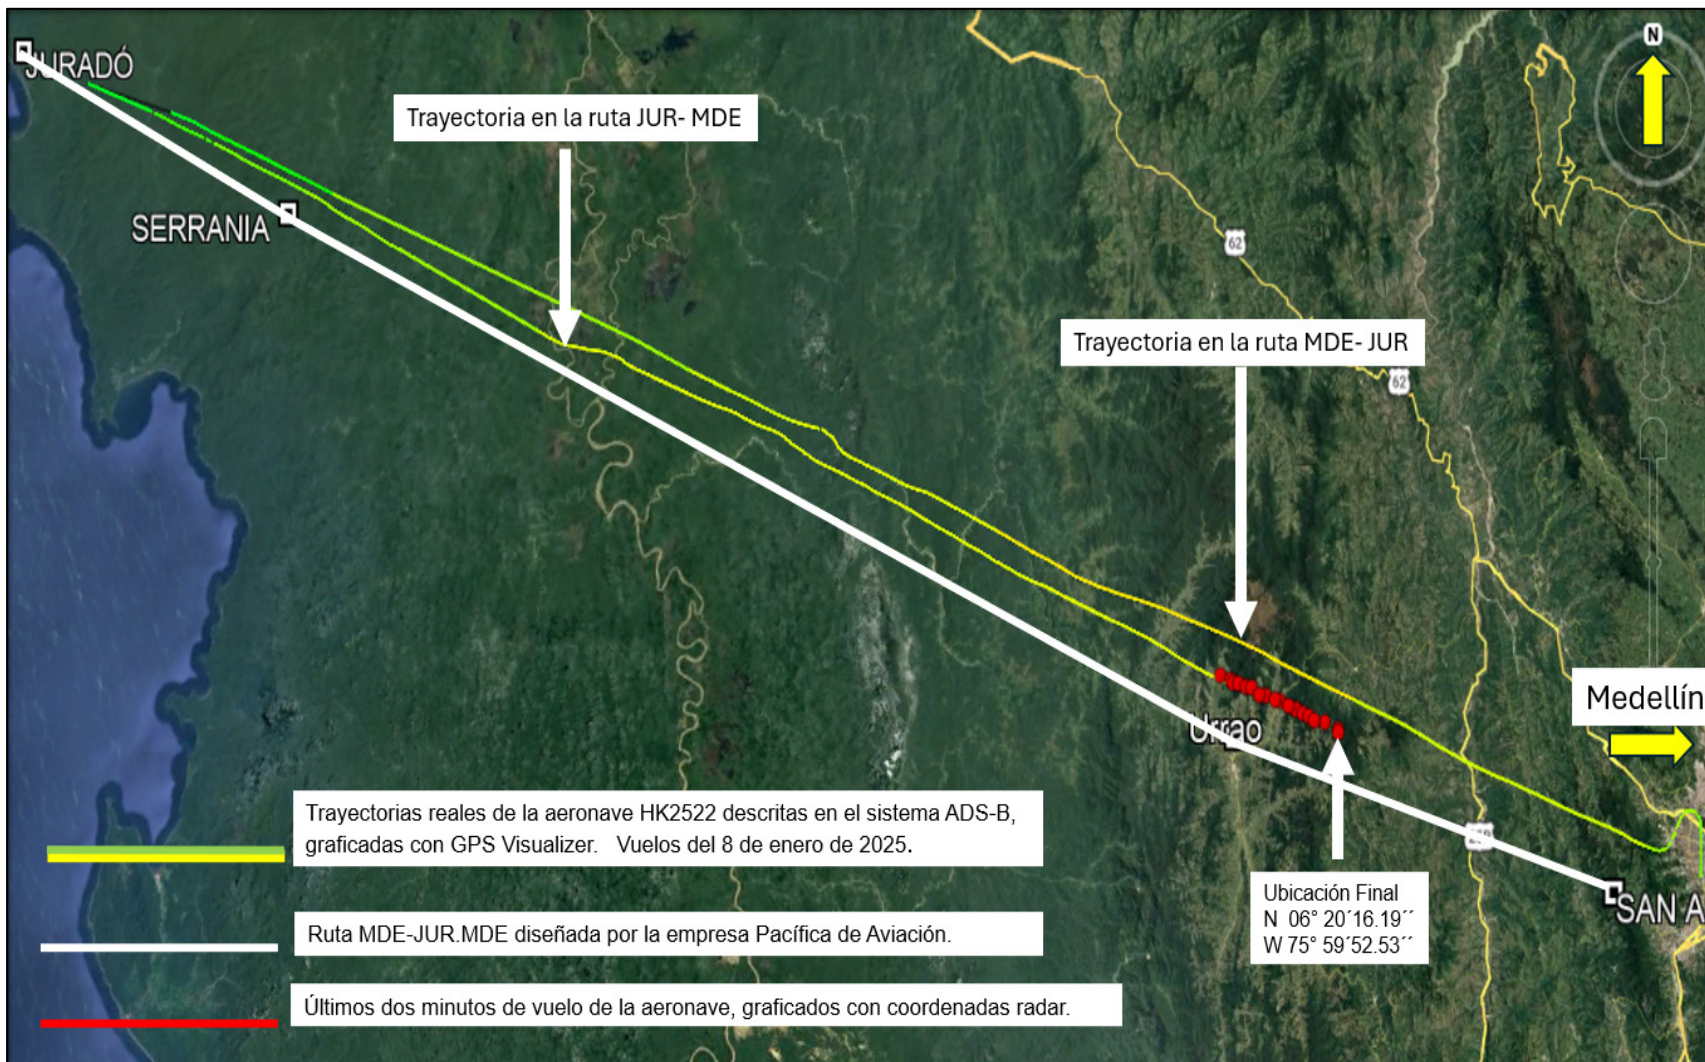 N
JURADÓ
Trayectoria en la ruta JUR- MDE
SERRANIA
62
Trayectoria en la ruta MDE- JUR
62
Medellín
Urrao
Trayectorias reales de la aeronave HK2522 descritas en el sistema ADS-B,
graficadas con GPS Visualizer. Vuelos del 8 de enero de 2025.
Ubicación Final
N 06° 20´16.19´´
W 75° 59´52.53´´
SAN A
Ruta MDE-JUR.MDE diseñada por la empresa Pacífica de Aviación.
Últimos dos minutos de vuelo de la aeronave, graficados con coordenadas radar.